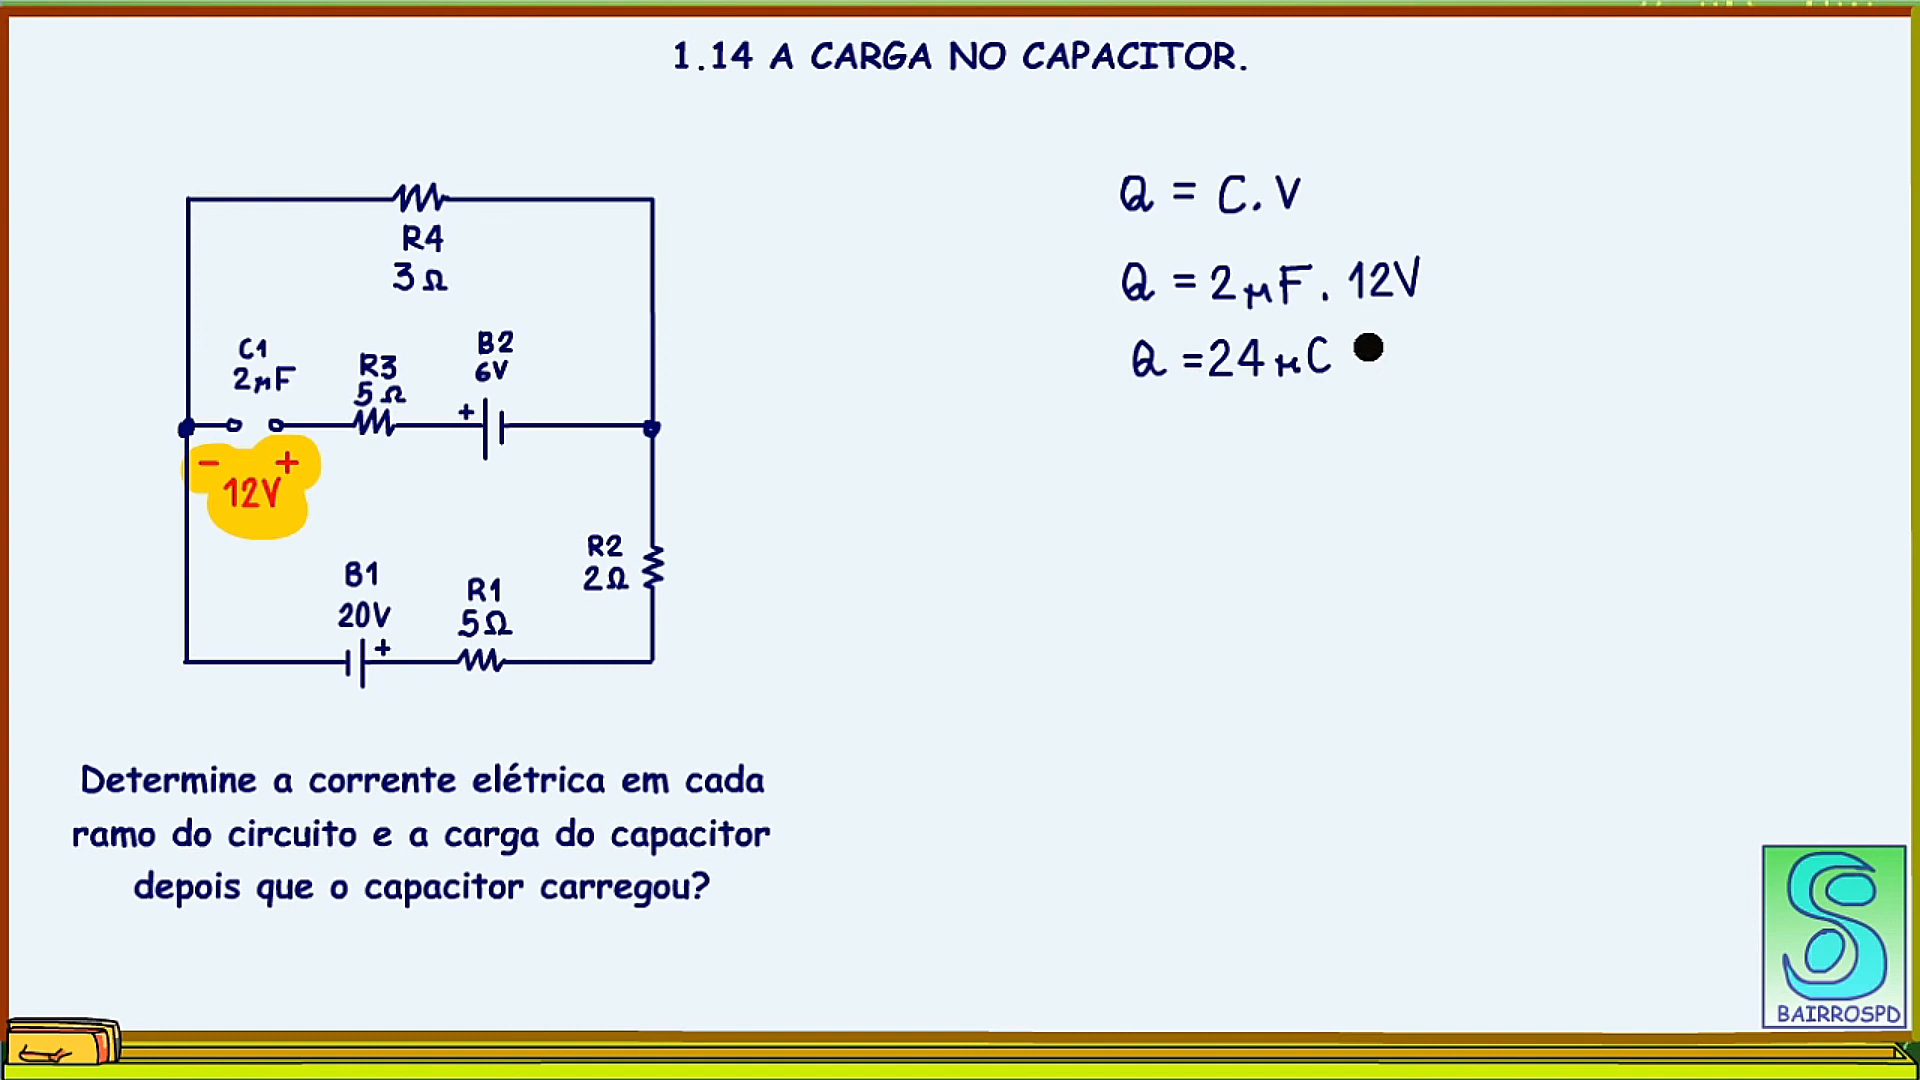 1.14 A CARGA NO CAPACITOR.
R4
3Ω
C1
2μF
R3
5Ω
B2
6V
+
- +
12V
B1
20V
+
R1
5Ω
R2
2Ω
Q = C.V
Q = 2μF. 12V
Q =24μC
Determine a corrente elétrica em cada
ramo do circuito e a carga do capacitor
depois que o capacitor carregou?
BAIRROSPD